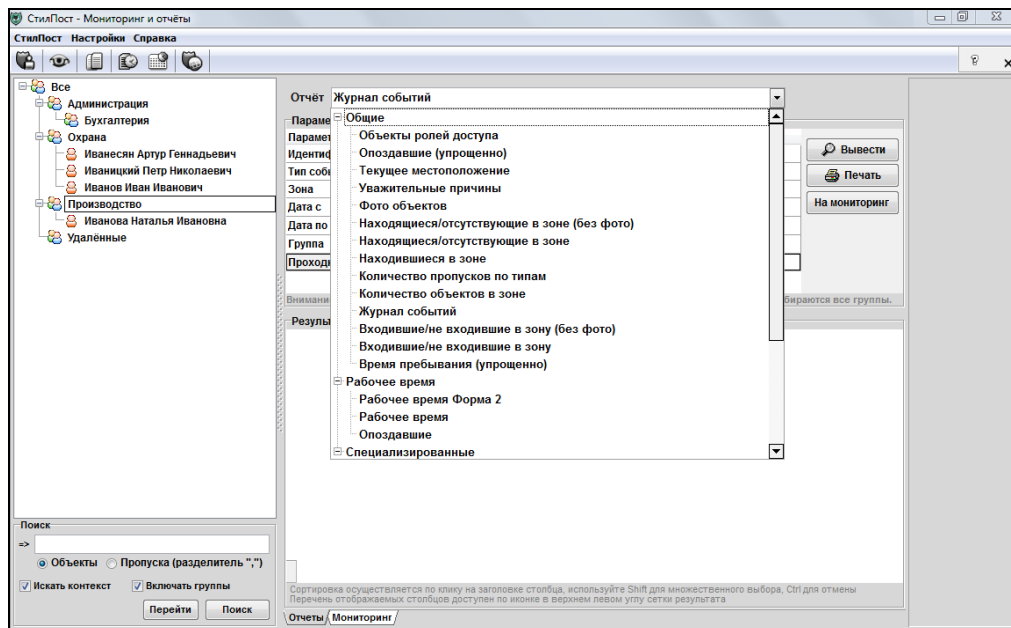 СтилПост - Мониторинг и отчёты
СтилПост Настройки Справка
Все
Администрация
Бухгалтерия
Охрана
Иванесян Артур Геннадьевич
Иваницкий Петр Николаевич
Иванов Иван Иванович
Производство
Иванова Наталья Ивановна
Удалённые
Поиск
=>
Объекты Пропуска (разделитель ",")
Искать контекст Включать группы
Перейти Поиск
Отчёт Журнал событий
Общие
Объекты ролей доступа
Опоздавшие (упрощенно)
Текущее местоположение
Уважительные причины
Фото объектов
Находящиеся/отсутствующие в зоне (без фото)
Находящиеся/отсутствующие в зоне
Находившиеся в зоне
Количество пропусков по типам
Количество объектов в зоне
Журнал событий
Входившие/не входившие в зону (без фото)
Входившие/не входившие в зону
Время пребывания (упрощенно)
Рабочее время
Рабочее время Форма 2
Рабочее время
Опоздавшие
Специализированные
Параме
Парамет
Идентиф
Тип собы
Зона
Дата с
Дата по
Группа
Проходн
Внимани
бираются все группы.
Вывести
Печать
На мониторинг
Резуль
Сортировка осуществляется по клику на заголовке столбца, используйте Shift для множественного выбора, Ctrl для отмены
Перечень отображаемых столбцов доступен по иконке в верхнем левом углу сетки результата
Отчеты Мониторинг